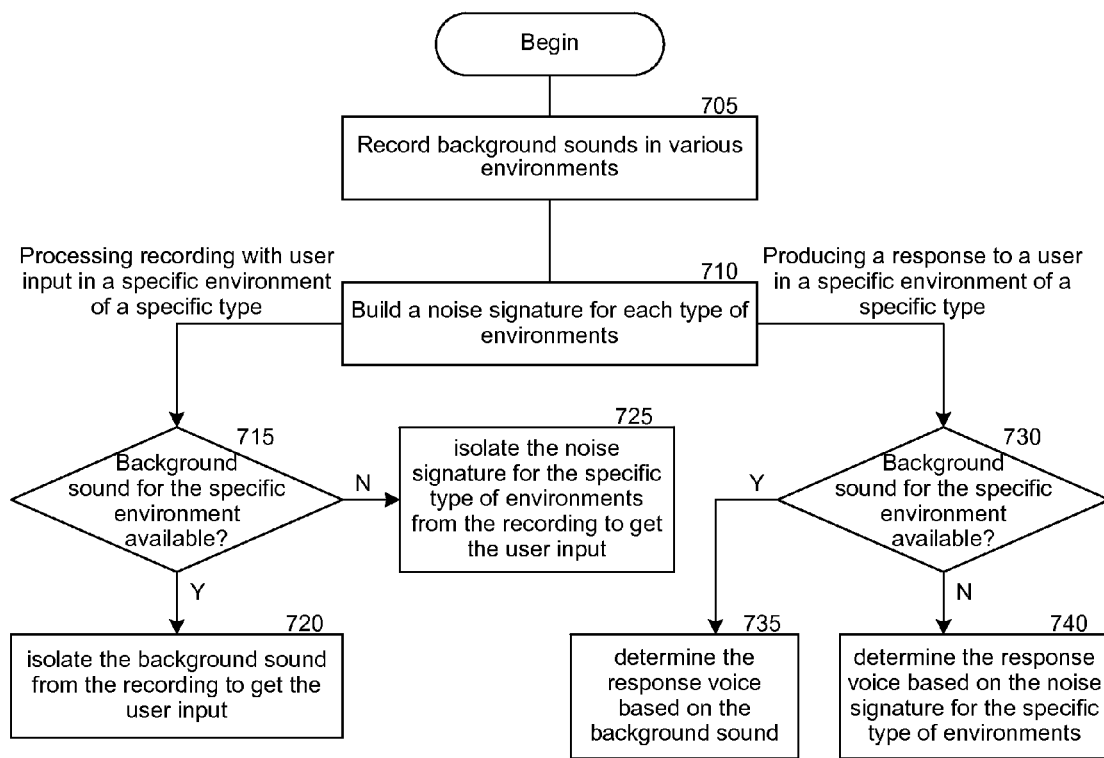 Begin
705
Record background sounds in various
environments
Processing recording with user
input in a specific environment
of a specific type
710
Build a noise signature for each type of
environments
Producing a response to a user
in a specific environment of a
specific type
715
Background
sound for the specific
environment
available?
N
Y
725
isolate the noise
signature for the specific
type of environments
from the recording to get
the user input
720
isolate the background sound
from the recording to get the
user input
730
Background
sound for the specific
environment
available?
Y
N
735
determine the
response voice
based on the
background sound
740
determine the response
voice based on the noise
signature for the specific
type of environments